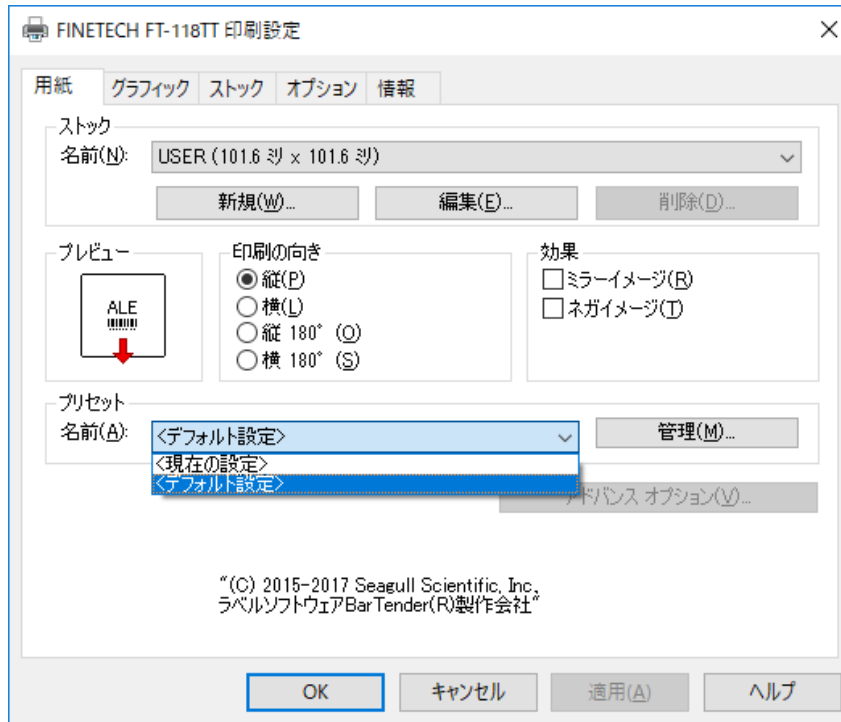 FINETECH FT-118TT 印刷設定
用紙 グラフィック ストック オプション 情報
ストック
名前(N): USER (101.6 ミリ x 101.6 ミリ)
新規(W)... 編集(E)... 削除(D)...
プレビュー 印刷の向き 効果
ALE
縦(P) ミラーイメージ(R)
横(L) ネガイメージ(T)
縦 180° (O)
横 180° (S)
プリセット
名前(A): <デフォルト設定> 管理(M)...
<現在の設定>
<デフォルト設定>
アドバンス オプション(V)...
"(C) 2015-2017 Seagull Scientific, Inc.
ラベルソフトウェアBarTender(R)製作会社"
OK キャンセル 適用(A) ヘルプ